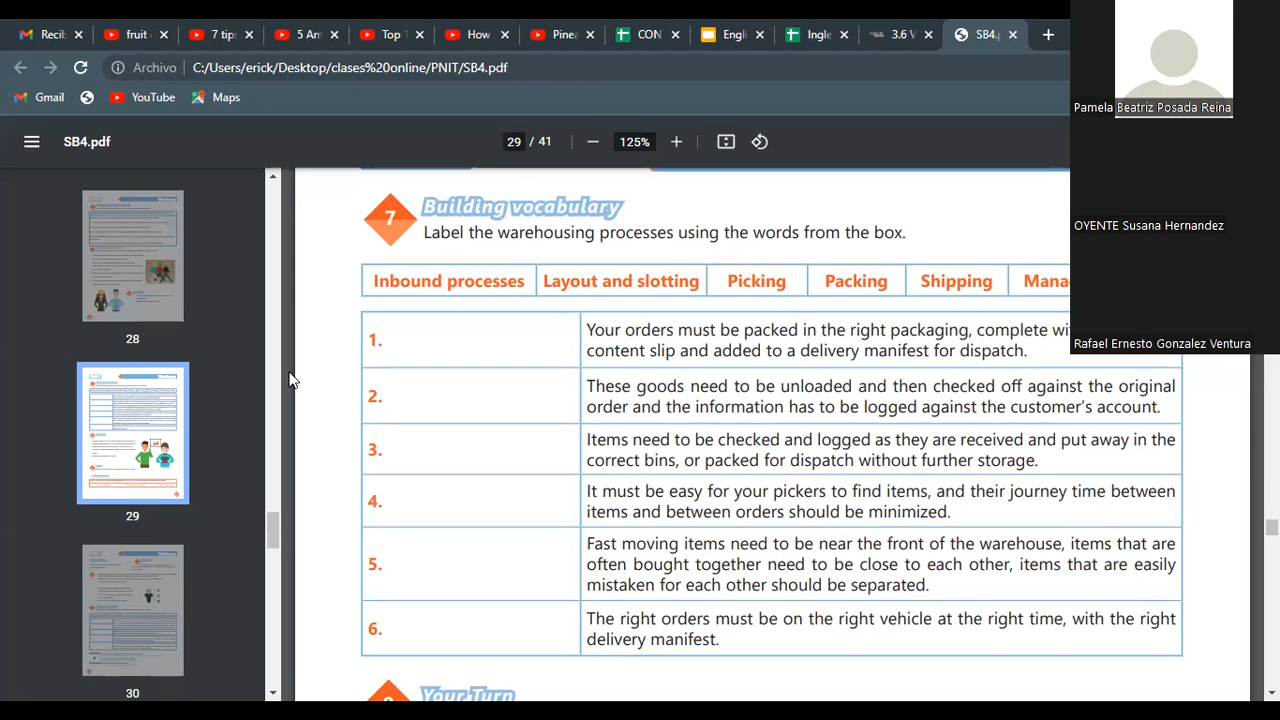 Recib
fruit
7 tip
5 Am
Top
How
Pine
CON
Engli
Ingle
3.6 V
SB4.
Archivo
C:/Users/erick/Desktop/clases%20online/PNIT/SB4.pdf
Gmail
YouTube
Maps
Pamela Beatriz Posada Reina
SB4.pdf
29 / 41
125%
OYENTE Susana Hernandez
Rafael Ernesto Gonzalez Ventura
28
29
30
7
Building vocabulary
Label the warehousing processes using the words from the box.
Inbound processes
Layout and slotting
Picking
Packing
Shipping
Mana
1.
Your orders must be packed in the right packaging, complete wi
content slip and added to a delivery manifest for dispatch.
2.
These goods need to be unloaded and then checked off against the original
order and the information has to be logged against the customer's account.
3.
Items need to be checked and logged as they are received and put away in the
correct bins, or packed for dispatch without further storage.
4.
It must be easy for your pickers to find items, and their journey time between
items and between orders should be minimized.
5.
Fast moving items need to be near the front of the warehouse, items that are
often bought together need to be close to each other, items that are easily
mistaken for each other should be separated.
6.
The right orders must be on the right vehicle at the right time, with the right
delivery manifest.
Your Turn